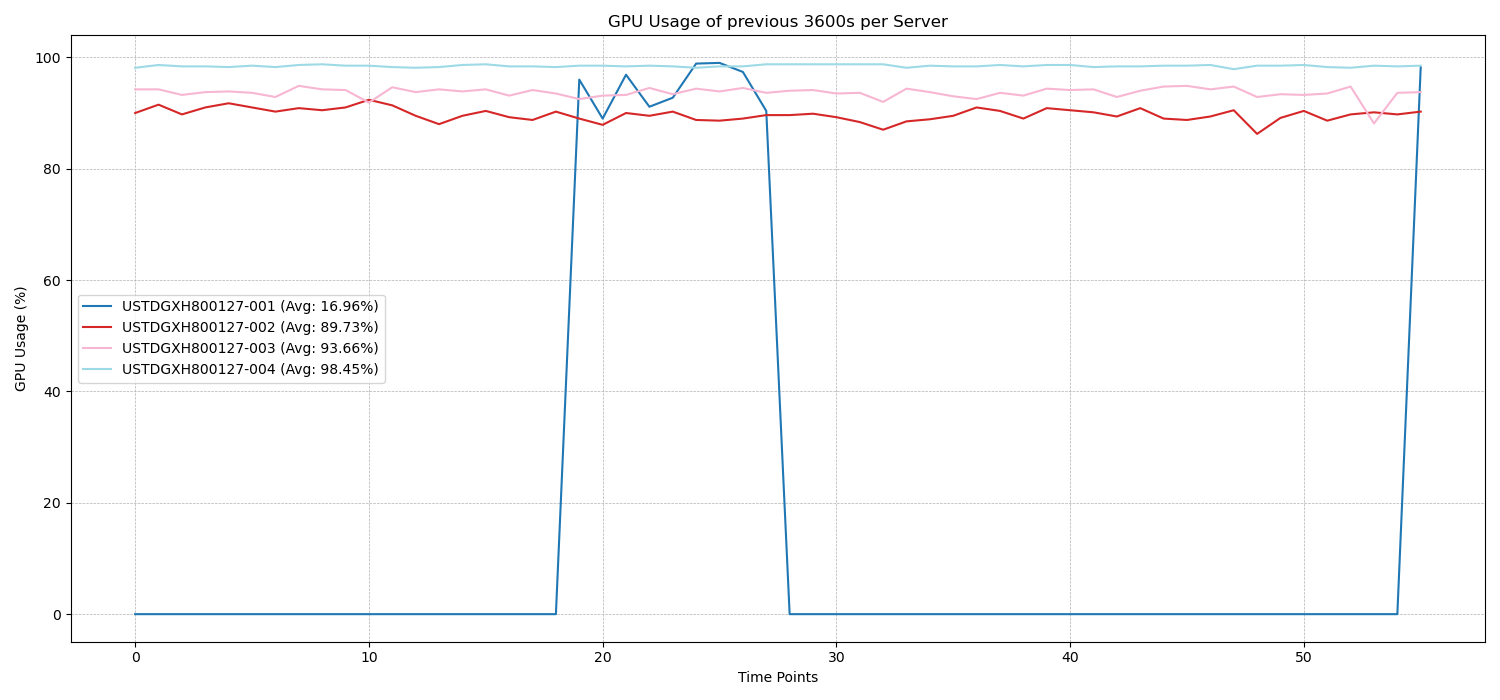 GPU Usage of previous 3600s per Server
100
80
60
40
20
0
GPU Usage (%)
USTDGXH800127-001 (Avg: 16.96%)
USTDGXH800127-002 (Avg: 89.73%)
USTDGXH800127-003 (Avg: 93.66%)
USTDGXH800127-004 (Avg: 98.45%)
0 10 20 30 40 50
Time Points